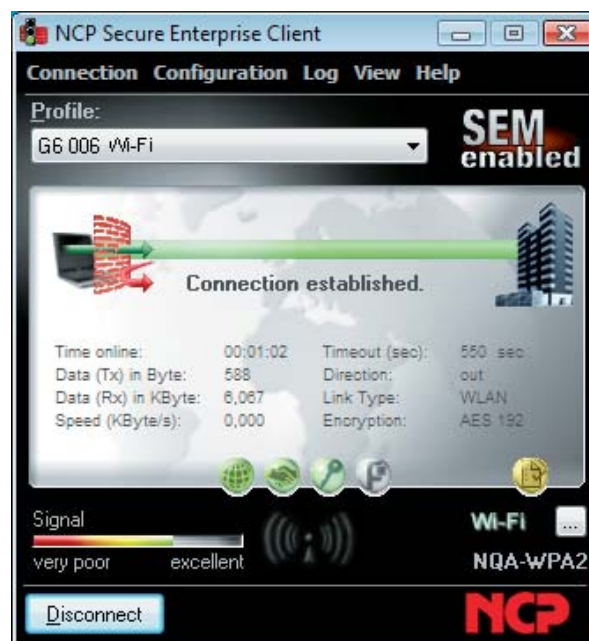 NCP Secure Enterprise Client
Connection Configuration Log View Help
Profile:
G6 006 Wi-Fi
SEM
enabled
Connection established.
Time online: 00:01:02 Timeout (sec): 550 sec
Data (Tx) in Byte: 588 Direction: out
Data (Rx) in KByte: 6,067 Link Type: WLAN
Speed (KByte/s): 0,000 Encryption: AES 192
Signal
Wi-Fi ...
very poor excellent NQA-WPA2
Disconnect NCP